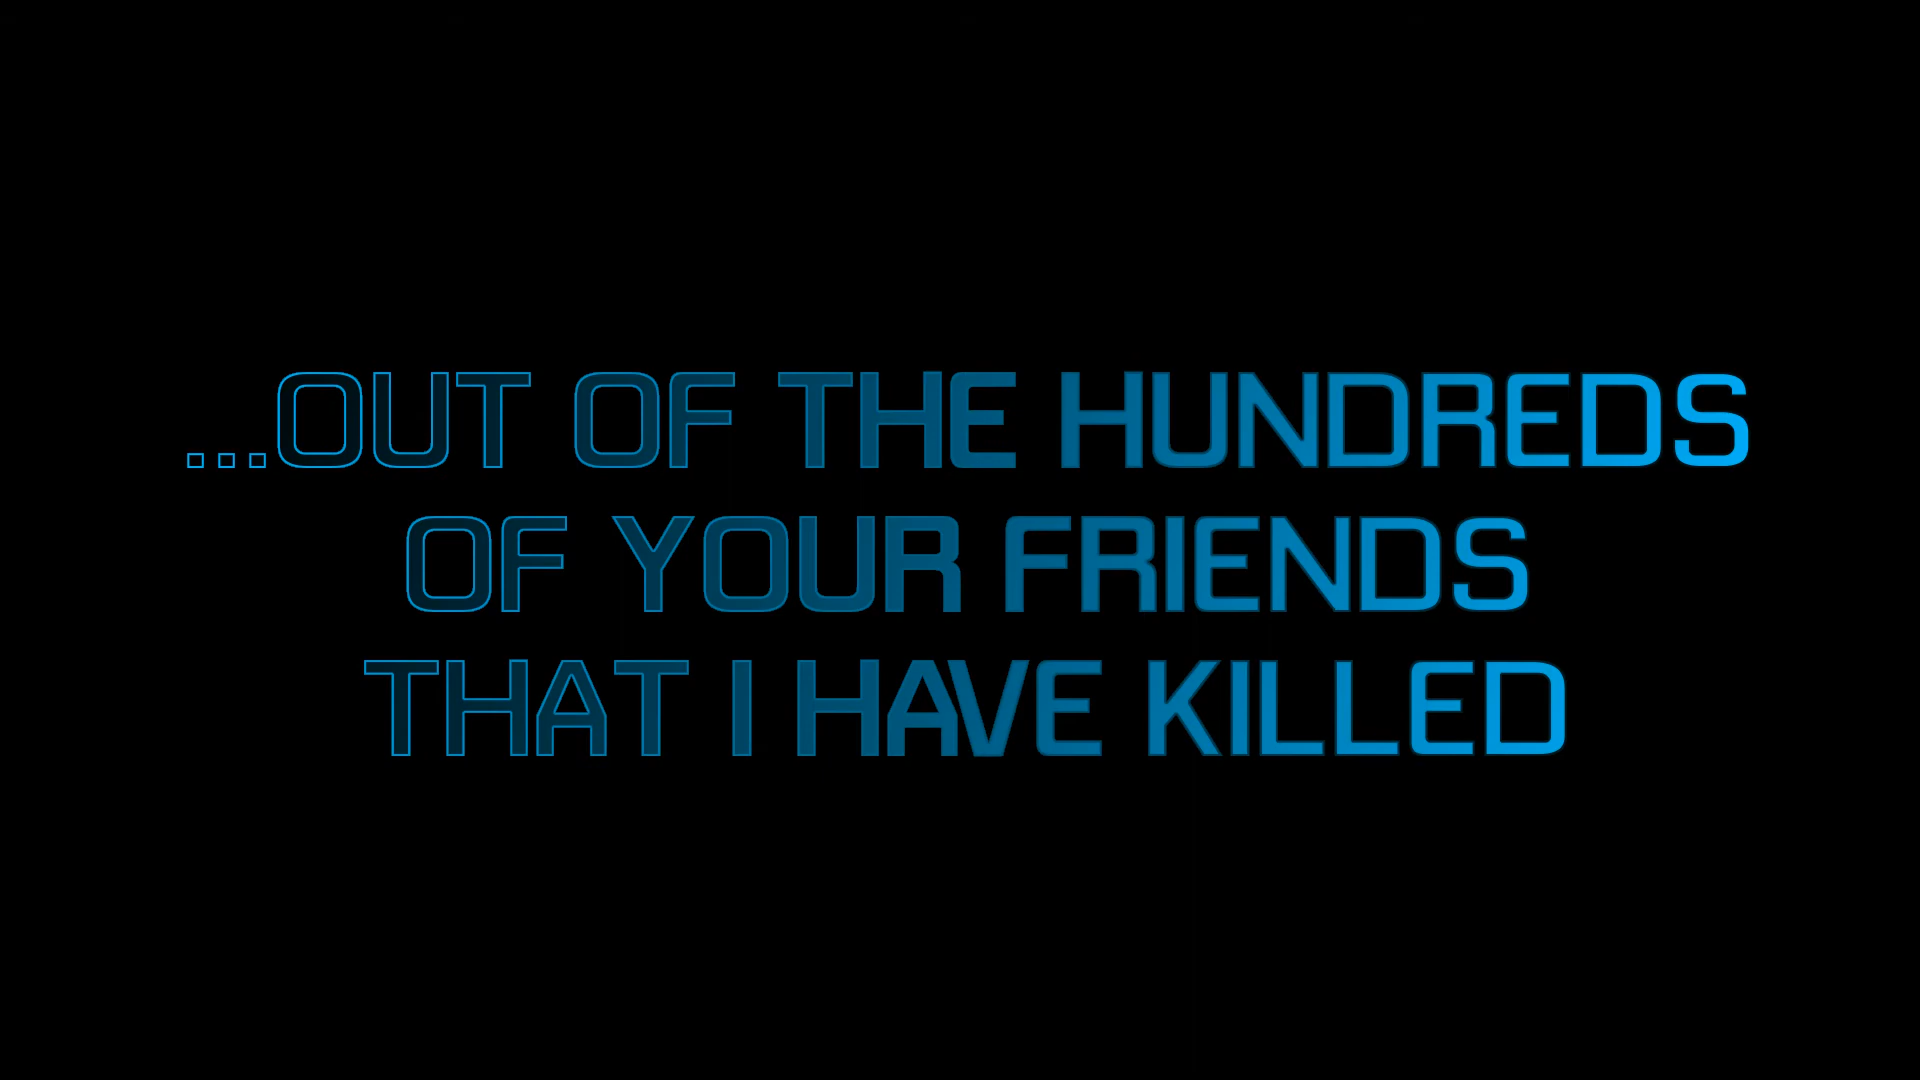 ....OUT OF THE HUNDREDS
OF YOUR FRIENDS
THAT I HAVE KILLED